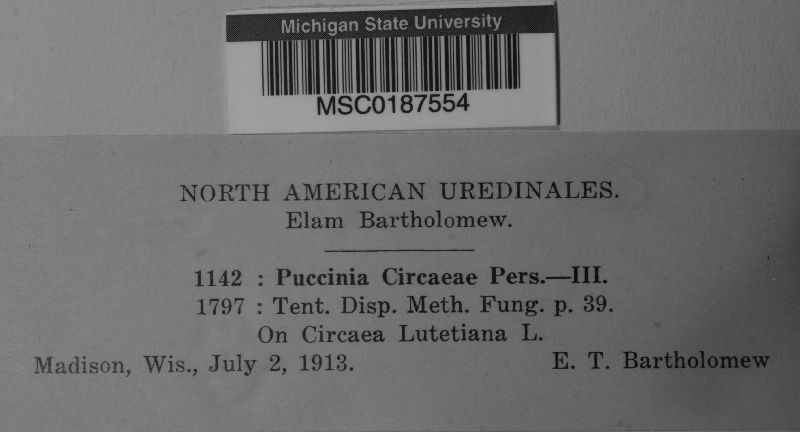 Michigan State University
MSC0187554
NORTH AMERICAN UREDINALES.
Elam Bartholomew.
1142 : Puccinia Circaeae Pers.—III.
1797 : Tent. Disp. Meth. Fung. p. 39.
On Circaea Lutetiana L.
Madison, Wis., July 2, 1913. E. T. Bartholomew